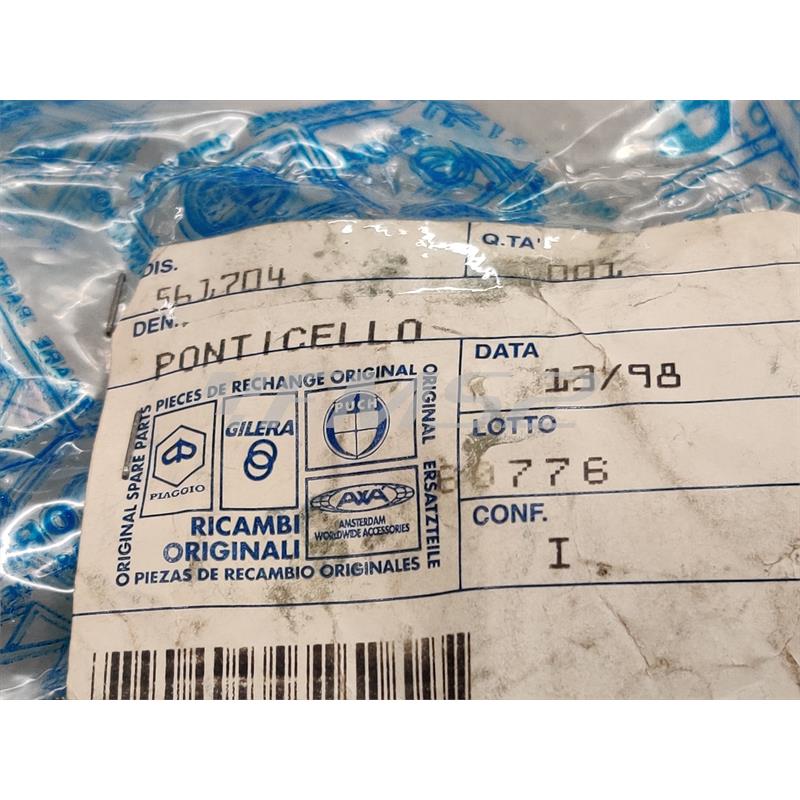 DIS.
561704
Q.TA'
001
DEN.
PONTICELLO
DATA
13/98
LOTTO
776
CONF.
I
PIECES DE RECHANGE ORIGINAL
ORIGINAL SPARE PARTS
ORIGINAL ERSATZTEILE
PIAGGIO
GILERA
PUCH
AXA
AMSTERDAM
WORLDWIDE ACCESSORIES
RICAMBI
ORIGINALI
PIEZAS DE RECAMBIO ORIGINALES